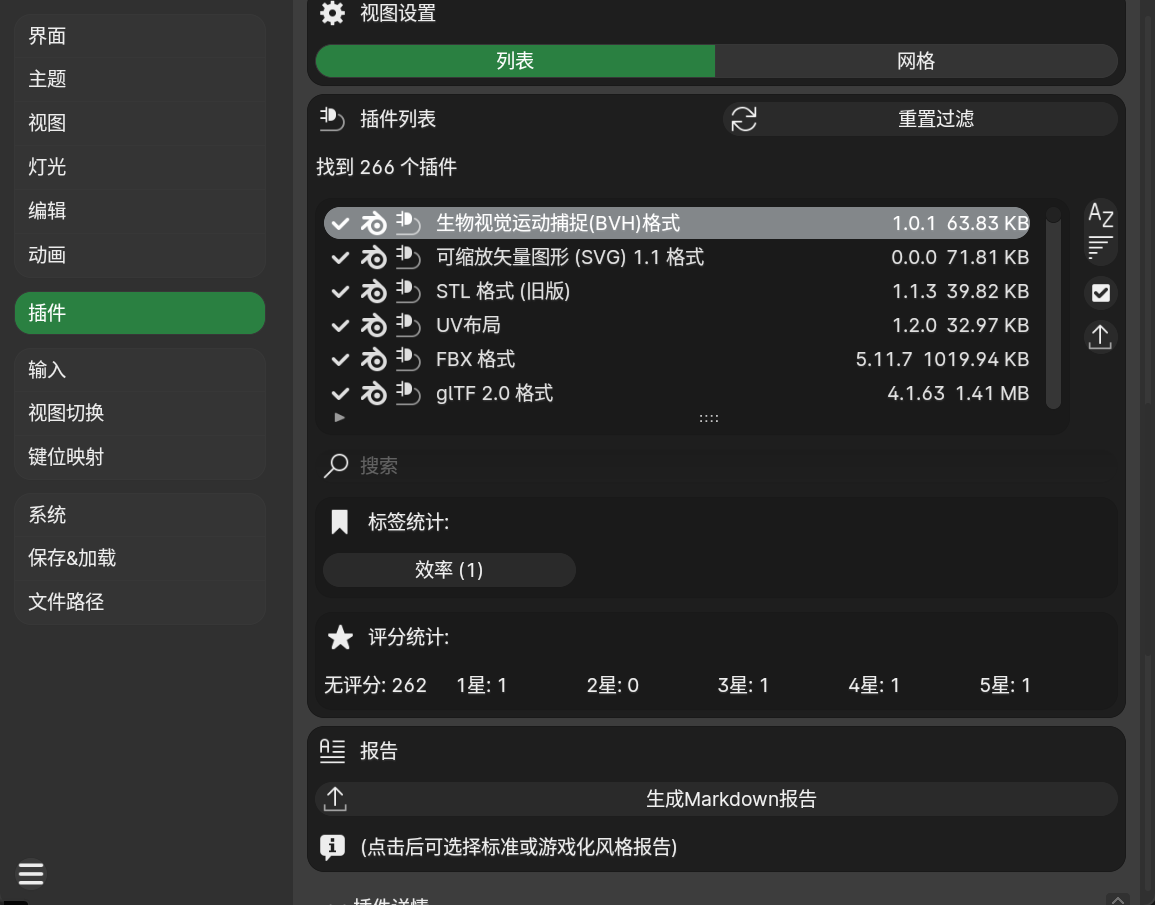 界面
主题
视图
灯光
编辑
动画
插件
输入
视图切换
键位映射
系统
保存&加载
文件路径
视图设置
列表 网格
插件列表 重置过滤
找到 266 个插件
生物视觉运动捕捉(BVH)格式 1.0.1 63.83 KB
可缩放矢量图形 (SVG) 1.1 格式 0.0.0 71.81 KB
STL 格式 (旧版) 1.1.3 39.82 KB
UV布局 1.2.0 32.97 KB
FBX 格式 5.11.7 1019.94 KB
glTF 2.0 格式 4.1.63 1.41 MB
搜索
标签统计:
效率 (1)
评分统计:
无评分: 262 1星: 1 2星: 0 3星: 1 4星: 1 5星: 1
报告
生成Markdown报告
(点击后可选择标准或游戏化风格报告)
插件详情